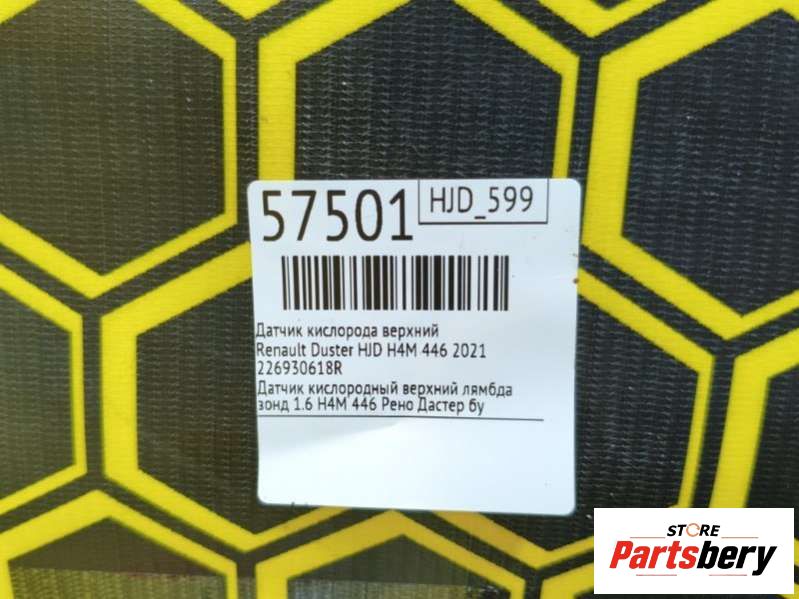 57501
HJD_599
Датчик кислорода верхний
Renault Duster HJD H4M 446 2021
226930618R
Датчик кислородный верхний лямбда
зонд 1.6 H4M 446 Рено Дастер бу
STORE
Partsbery